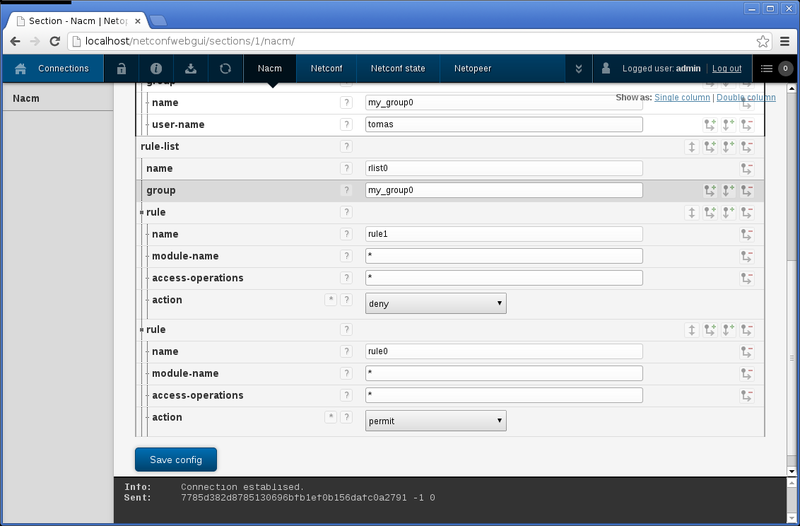 Section - Nacm | Netop
localhost/netconfwebgui/sections/1/nacm/
Connections Nacm Netconf Netconf state Netopeer Logged user: admin | Log out 0
Nacm
group ?
Show as: Single column | Double column
name ? my_group0
user-name ? tomas
rule-list ?
name ? rlist0
group ? my_group0
rule ?
name ? rule1
module-name ? *
access-operations ? *
action * ? deny
rule ?
name ? rule0
module-name ? *
access-operations ? *
action * ? permit
Save config
Info: Connection establised.
Sent: 7785d382d8785130696bfb1ef0b156dafc0a2791 -1 0